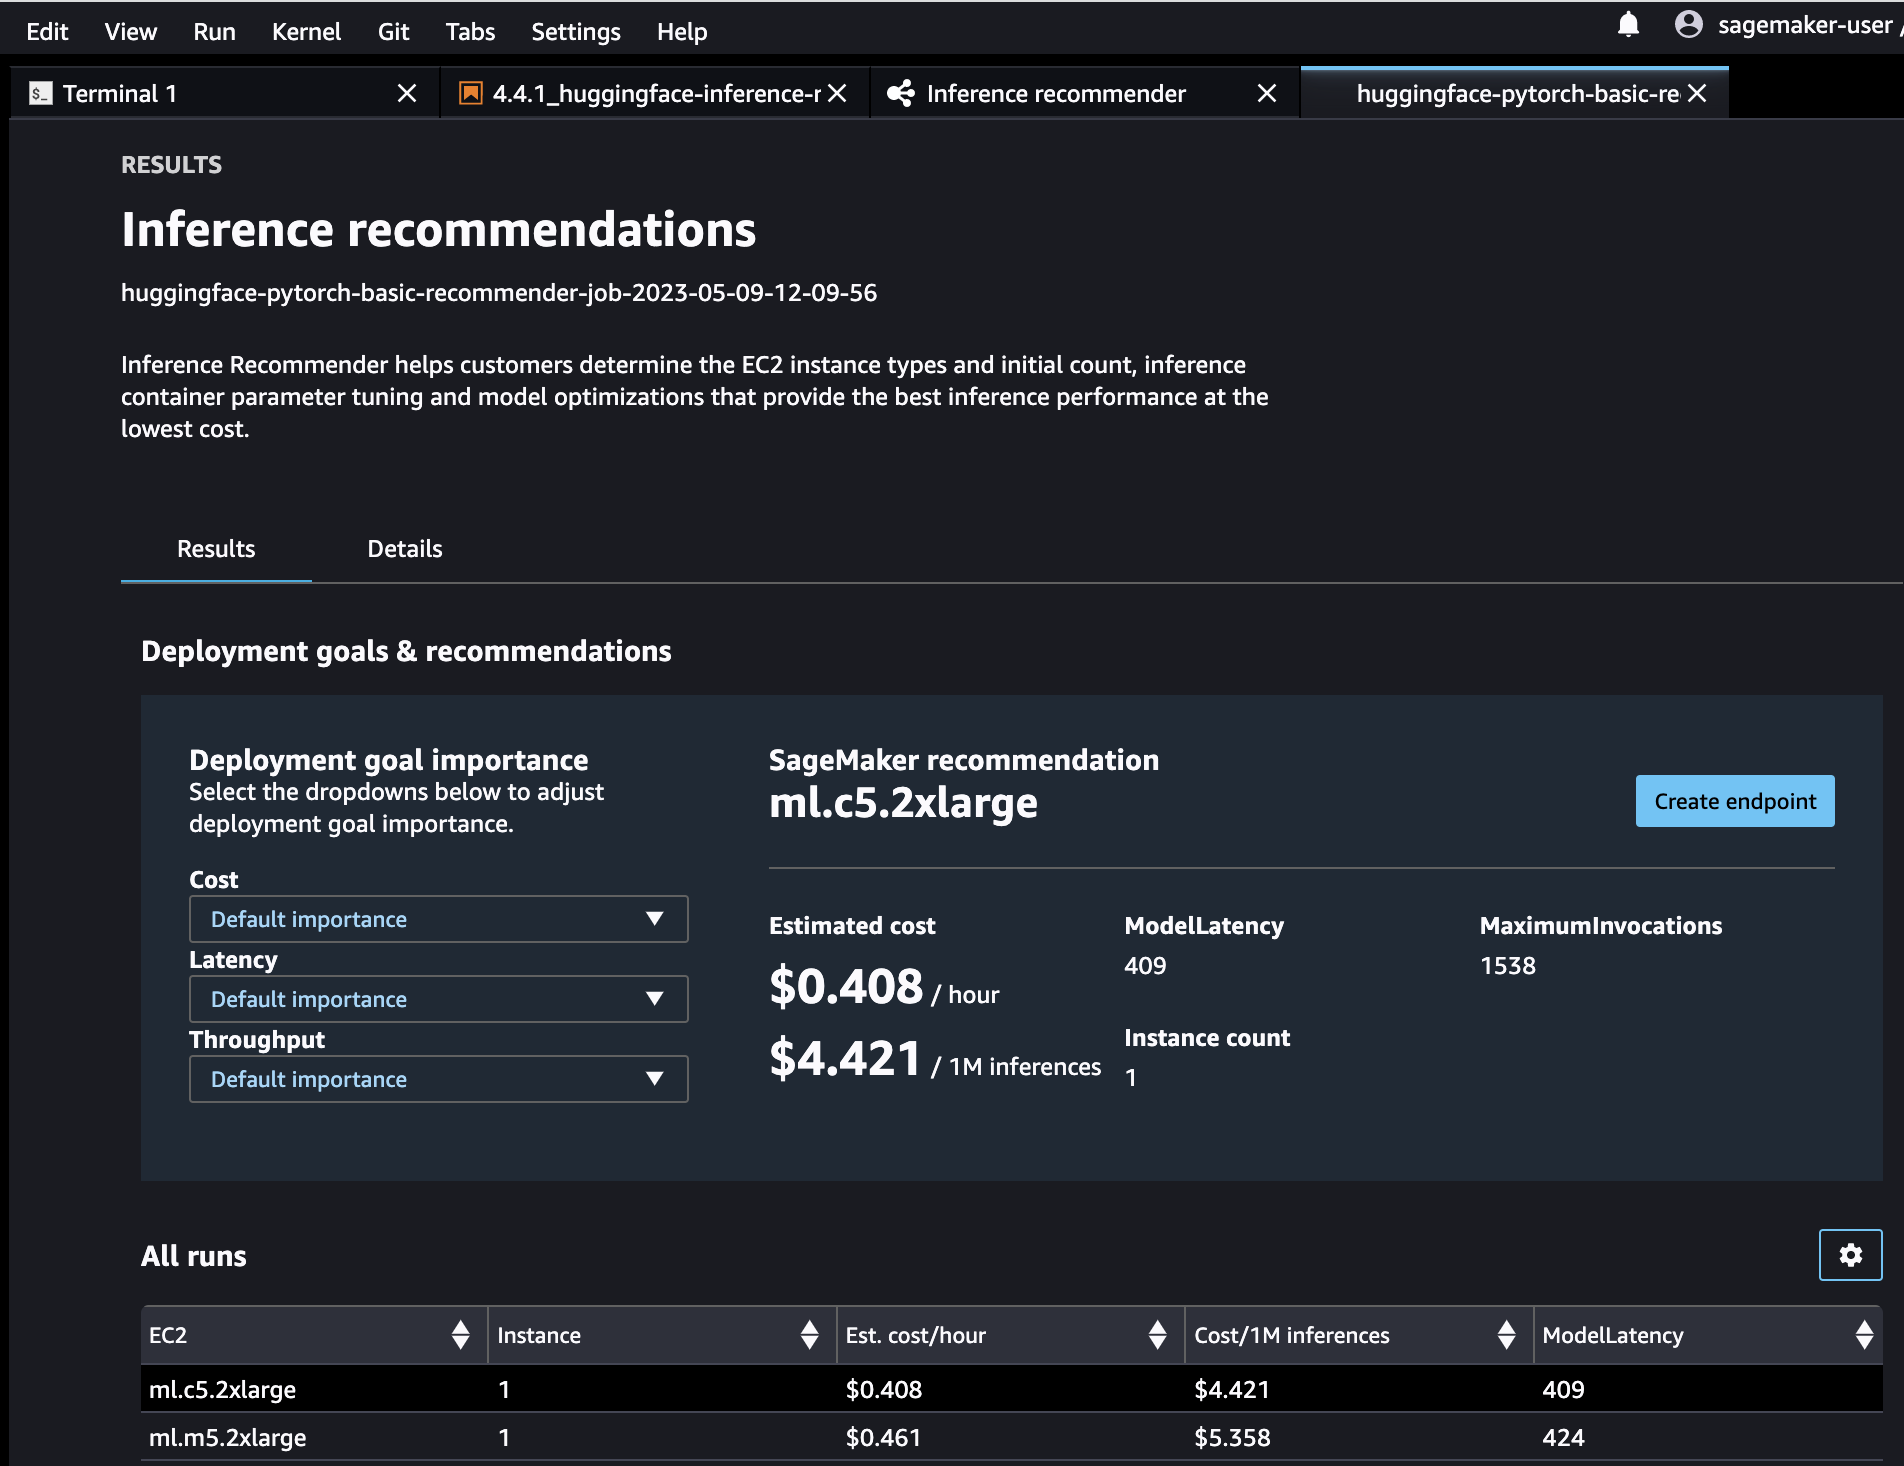 Edit View Run Kernel Git Tabs Settings Help sagemaker-user /
$_ Terminal 1 4.4.1_huggingface-inference-r Inference recommender huggingface-pytorch-basic-re
RESULTS
Inference recommendations
huggingface-pytorch-basic-recommender-job-2023-05-09-12-09-56
Inference Recommender helps customers determine the EC2 instance types and initial count, inference
container parameter tuning and model optimizations that provide the best inference performance at the
lowest cost.
Results Details
Deployment goals & recommendations
Deployment goal importance
Select the dropdowns below to adjust
deployment goal importance.
Cost
Default importance
Latency
Default importance
Throughput
Default importance
SageMaker recommendation
ml.c5.2xlarge
Create endpoint
Estimated cost
$0.408 / hour
$4.421 / 1M inferences
ModelLatency
409
MaximumInvocations
1538
Instance count
1
All runs
EC2 Instance Est. cost/hour Cost/1M inferences ModelLatency
ml.c5.2xlarge 1 $0.408 $4.421 409
ml.m5.2xlarge 1 $0.461 $5.358 424